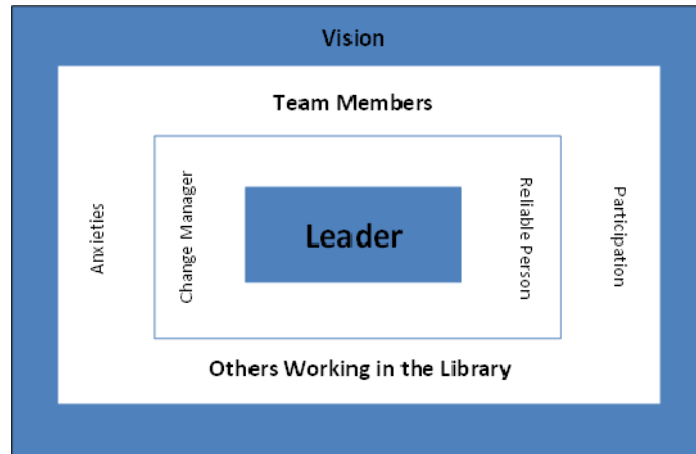 Vision
Team Members
Anxieties
Change Manager
Leader
Reliable Person
Participation
Others Working in the Library